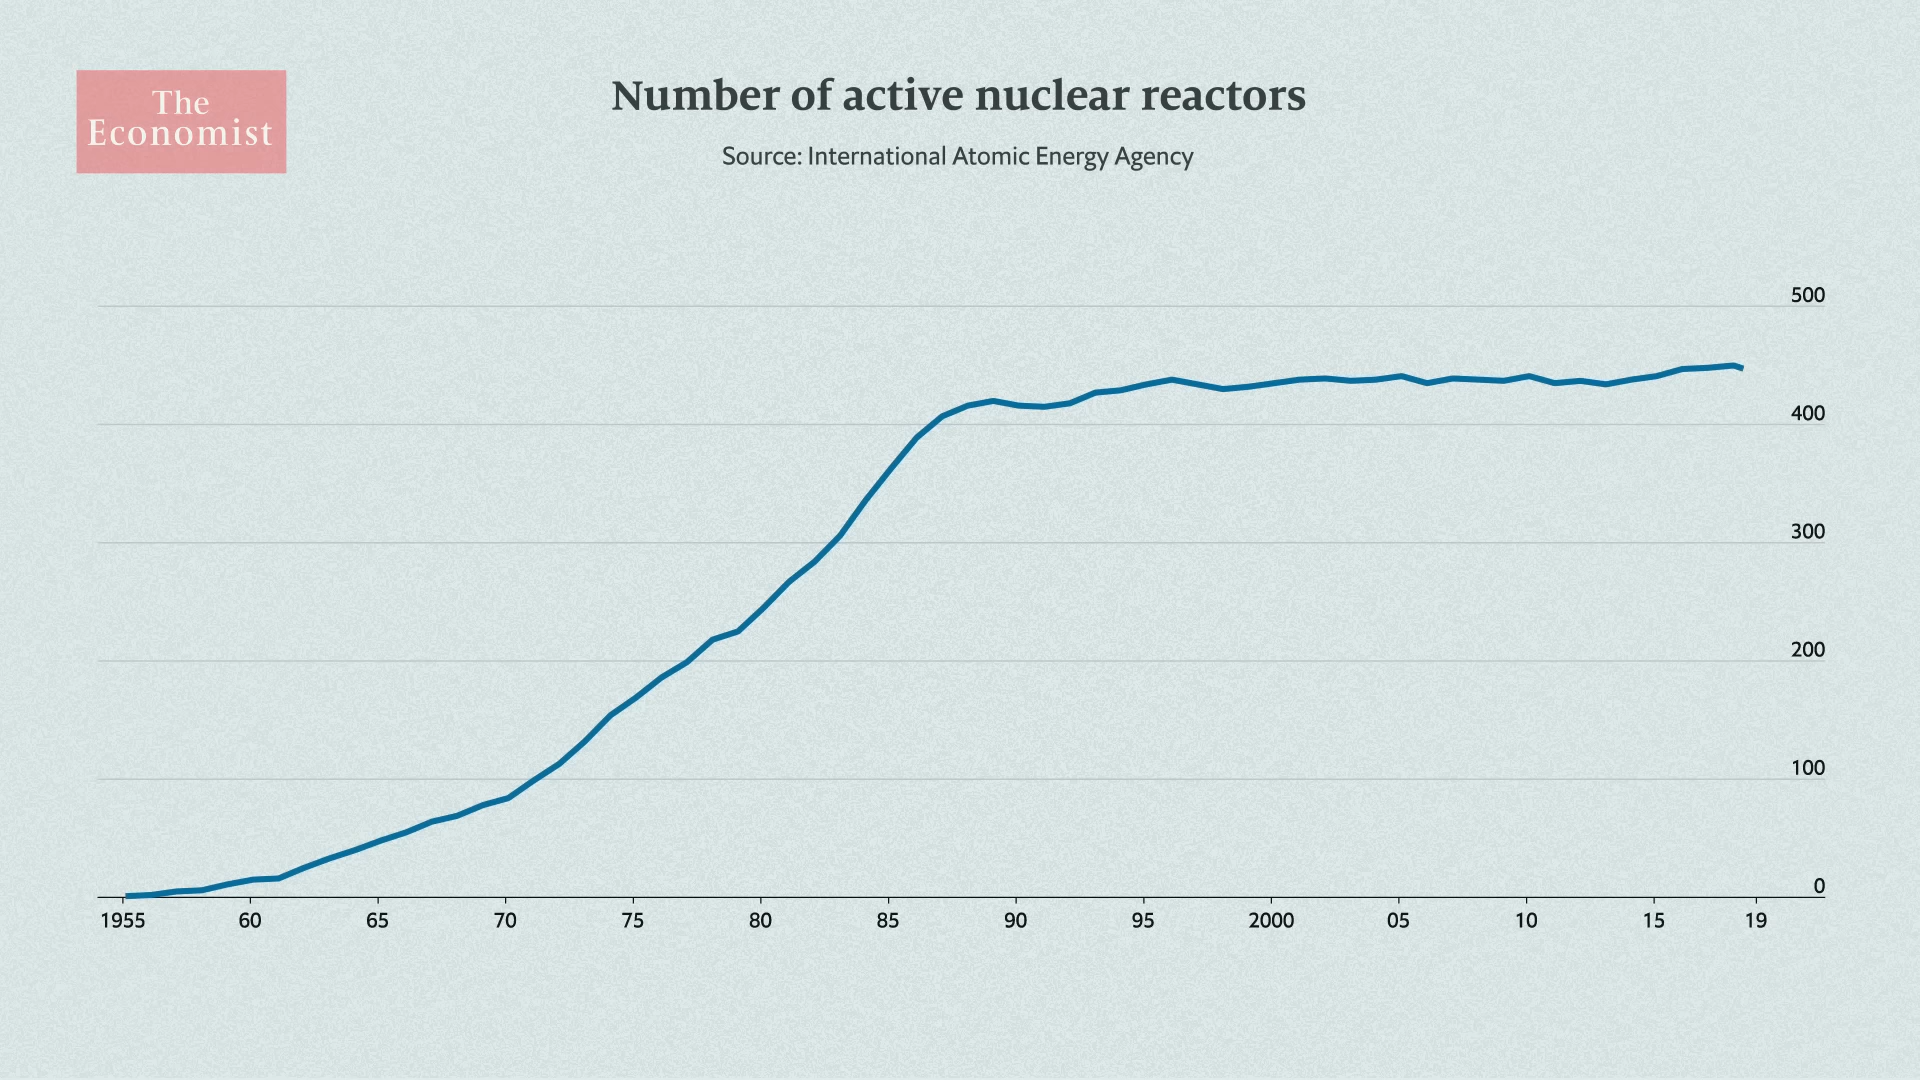 The
Economist
Number of active nuclear reactors
Source: International Atomic Energy Agency
500
400
300
200
100
0
1955 60 65 70 75 80 85 90 95 2000 05 10 15 19